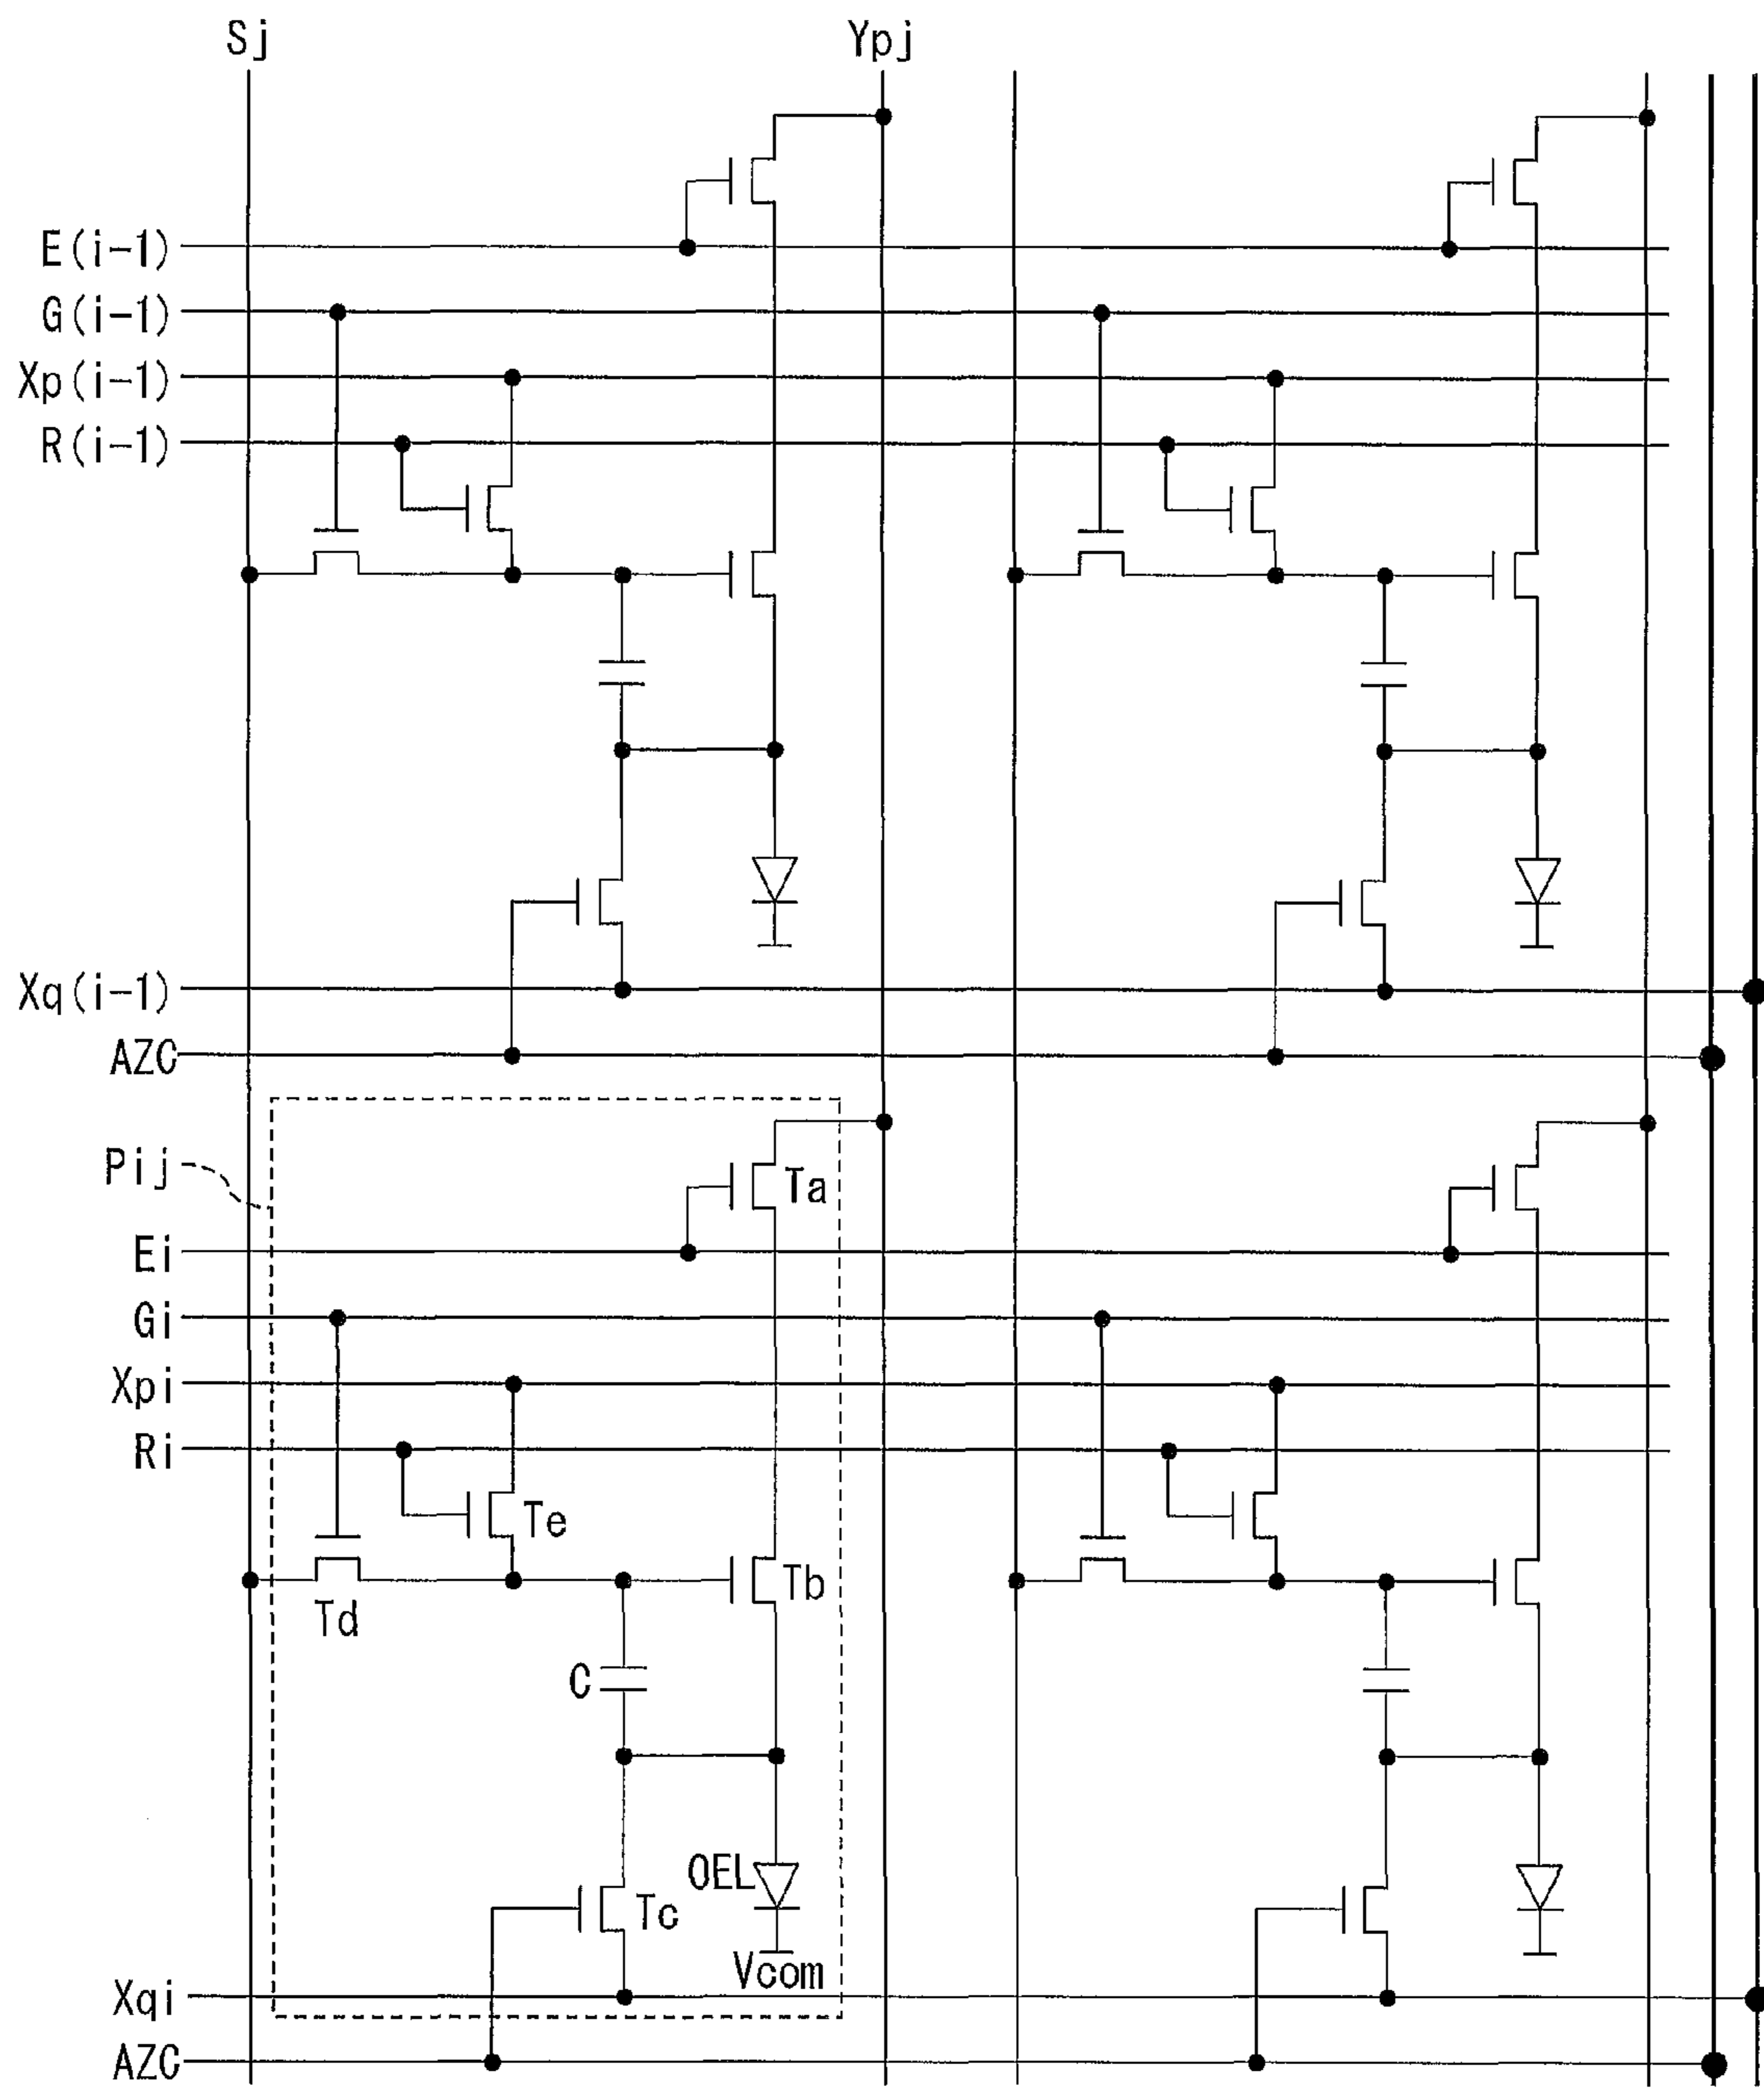 Sj
Ypj
E(i-1)
G(i-1)
Xp(i-1)
R(i-1)
Xq(i-1)
AZC
Pij
Ta
Ei
Gi
Xpi
Ri
Te
Tb
Td
C
OEL
Tc
Vcom
Xqi
AZC